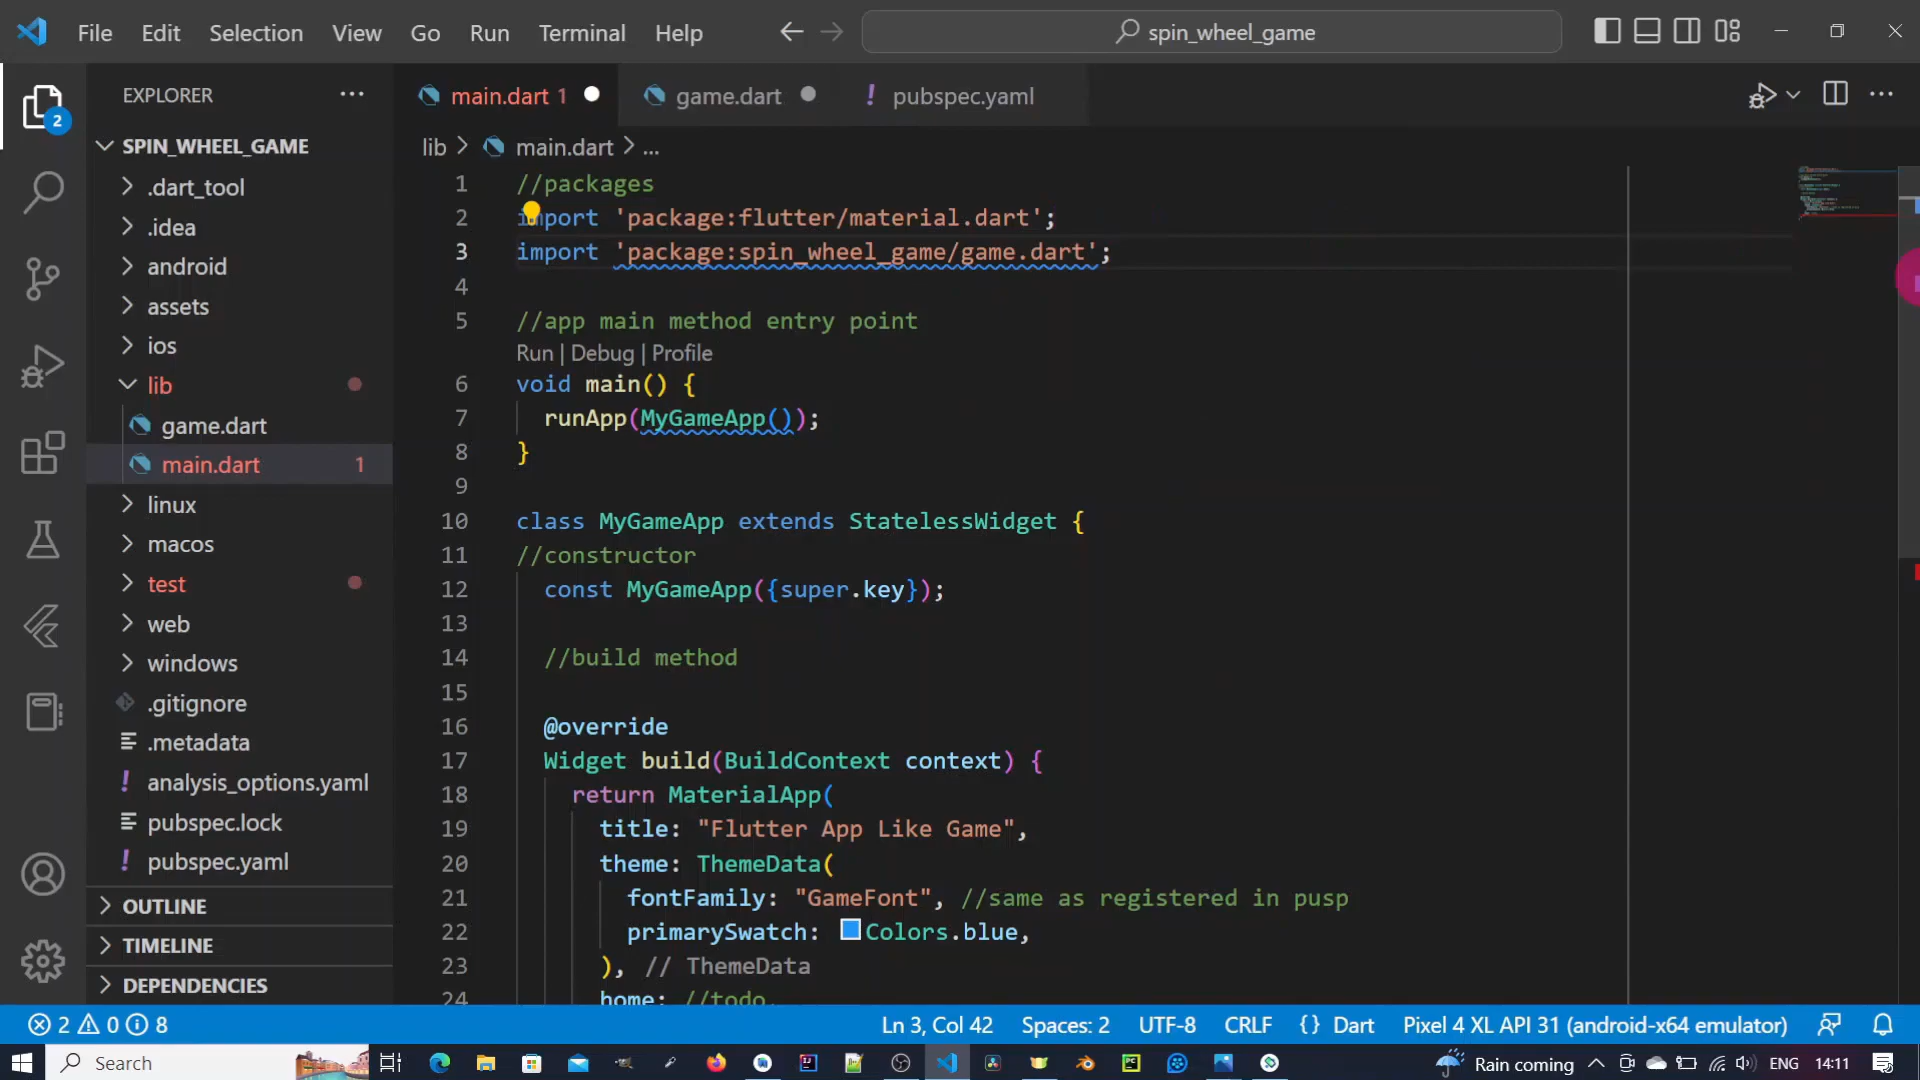 File Edit Selection View Go Run Terminal Help
spin_wheel_game
EXPLORER
2
SPIN_WHEEL_GAME
.dart_tool
.idea
android
assets
ios
lib
game.dart
main.dart 1
linux
macos
test
web
windows
.gitignore
.metadata
! analysis_options.yaml
pubspec.lock
! pubspec.yaml
OUTLINE
TIMELINE
DEPENDENCIES
main.dart 1
game.dart
! pubspec.yaml
lib > main.dart > ...
1 //packages
2 import 'package:flutter/material.dart';
3 import 'package:spin_wheel_game/game.dart';
4
5 //app main method entry point
Run | Debug | Profile
6 void main() {
7 runApp(MyGameApp());
8 }
9
10 class MyGameApp extends StatelessWidget {
11 //constructor
12 const MyGameApp({super.key});
13
14 //build method
15
16 @override
17 Widget build(BuildContext context) {
18 return MaterialApp(
19 title: "Flutter App Like Game",
20 theme: ThemeData(
21 fontFamily: "GameFont", //same as registered in pusp
22 primarySwatch: Colors.blue,
23 ), // ThemeData
24 home: //todo
2 0 8
Ln 3, Col 42 Spaces: 2 UTF-8 CRLF {} Dart Pixel 4 XL API 31 (android-x64 emulator)
Search
Rain coming ENG 14:11